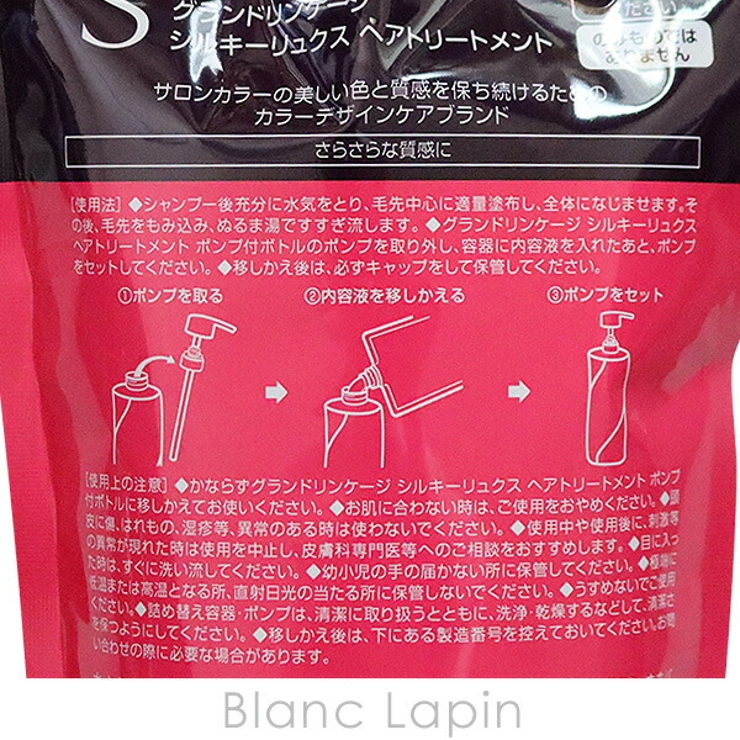 S
グランドリンケージ
シルキーリュクス ヘアトリートメント
ください
のみものでは
ありません
サロンカラーの美しい色と質感を保ち続けるための
カラーデザインケアブランド
さらさらな質感に
[使用法] ◆シャンプー後充分に水気をとり、毛先中心に適量塗布し、全体になじませます。そ
の後、毛先をもみ込み、ぬるま湯ですすぎ流します。 ◆グランドリンケージ シルキーリュクス
ヘアトリートメント ポンプ付ボトルのポンプを取り外し、容器に内容液を入れたあと、ポンプ
をセットしてください。 ◆移しかえ後は、必ずキャップをして保管してください。
①ポンプを取る
②内容液を移しかえる
③ポンプをセット
[使用上の注意] ◆かならずグランドリンケージ シルキーリュクス ヘアトリートメント ポンプ
付ボトルに移しかえてお使いください。 ◆お肌に合わない時は、ご使用をおやめください。 ◆頭
皮に傷、はれもの、湿疹等、異常のある時は使わないでください。 ◆使用中や使用後に、刺激等
の異常が現れた時は使用を中止し、皮膚科専門医等へのご相談をおすすめします。 ◆目に入っ
た時は、すぐに洗い流してください。 ◆幼小児の手の届かない所に保管してください。 ◆極端に
低温または高温となる所、直射日光の当たる所に保管しないでください。 ◆うすめないでご使用
ください。 ◆詰め替え容器・ポンプは、清潔に取り扱うとともに、洗浄・乾燥するなどして、清潔さ
を保つようにしてください。 ◆移しかえ後は、下にある製造番号を控えておいてください。お問
い合わせの際に必要な場合があります。
Blanc Lapin